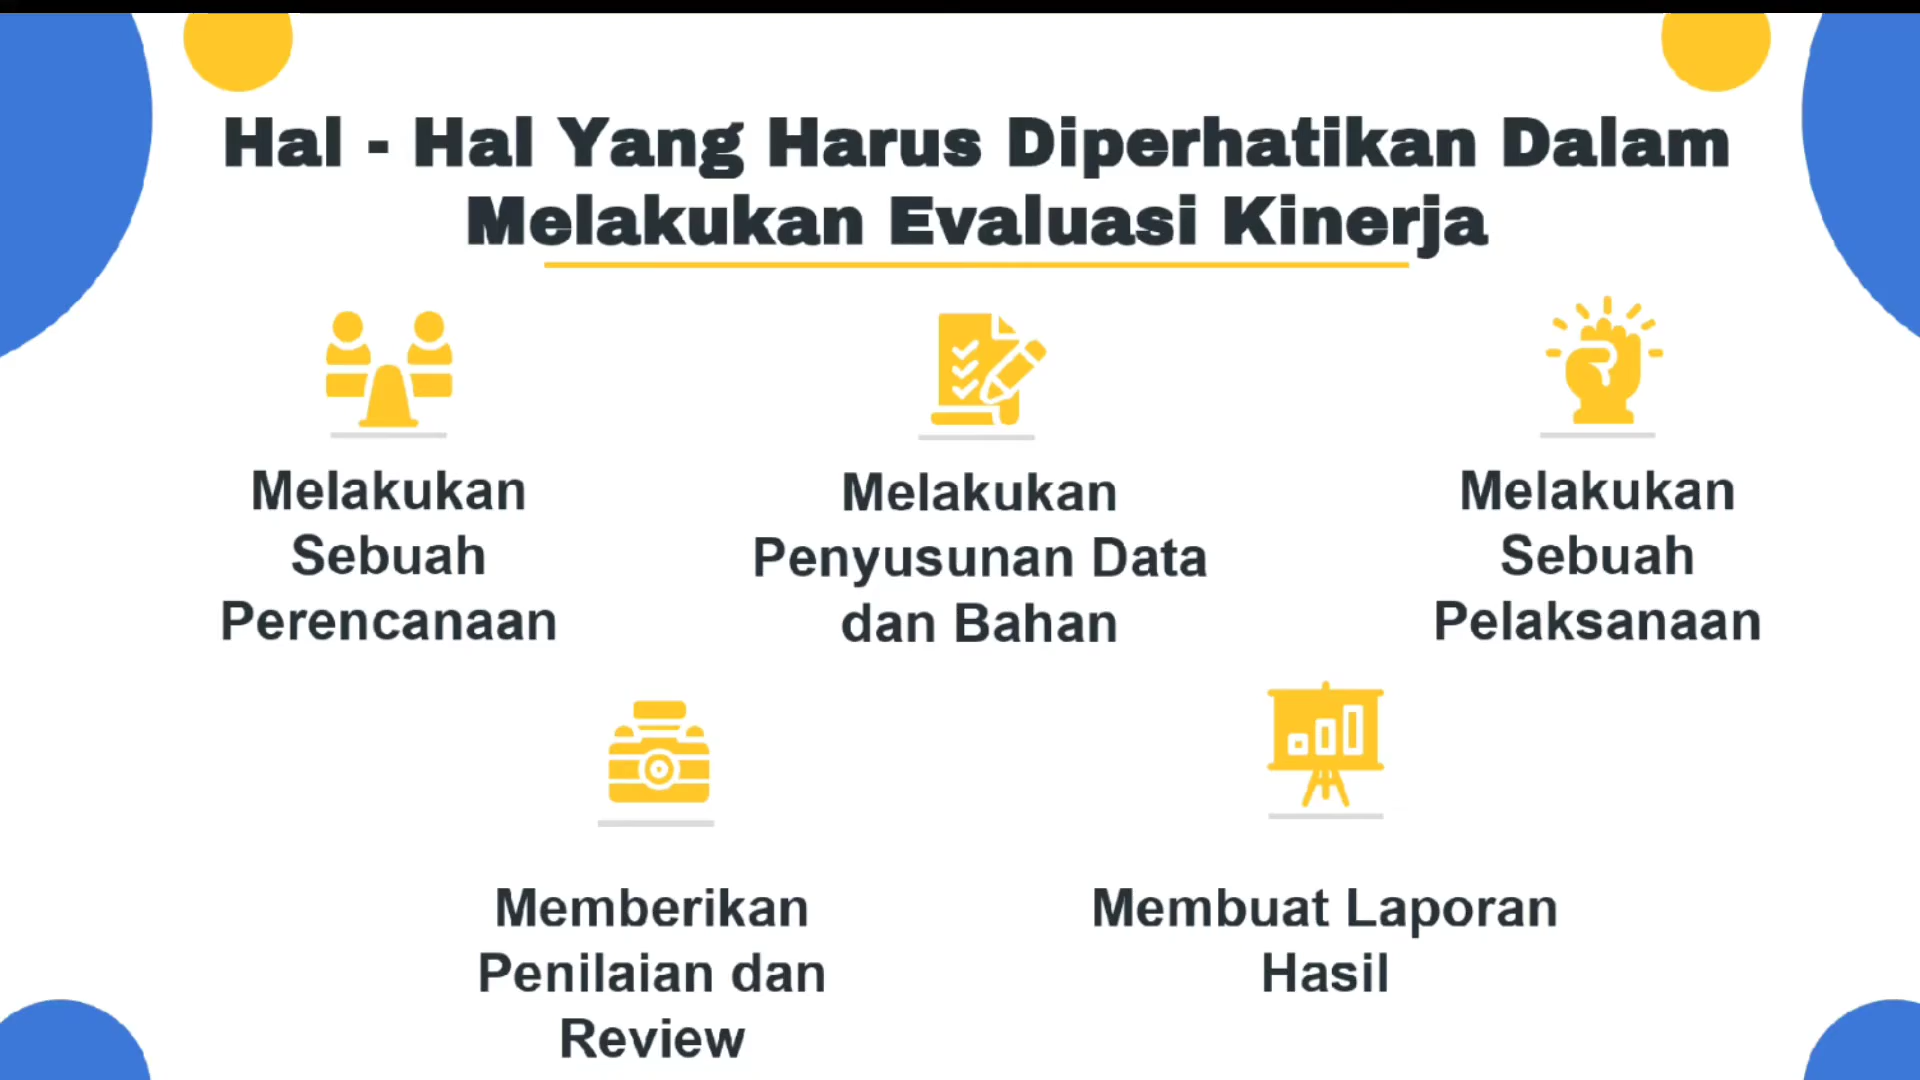 Hal - Hal Yang Harus Diperhatikan Dalam
Melakukan Evaluasi Kinerja
Melakukan
Sebuah
Perencanaan
Melakukan
Penyusunan Data
dan Bahan
Melakukan
Sebuah
Pelaksanaan
Memberikan
Penilaian dan
Review
Membuat Laporan
Hasil